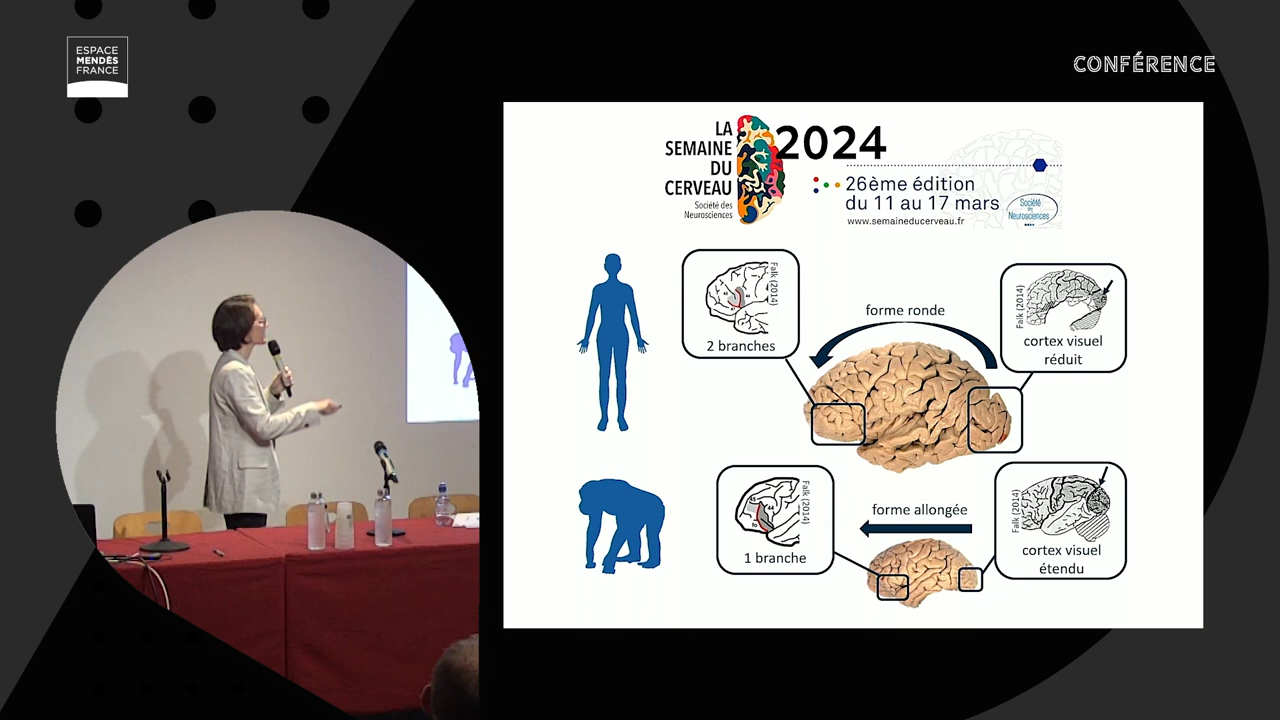 ESPACE
MENDÈS
FRANCE
CONFÉRENCE
LA
SEMAINE
DU
CERVEAU
Société des
Neurosciences
2024
26ème édition
du 11 au 17 mars
www.semaineducerveau.fr
Société
des
Neurosciences
Falk (2014)
2 branches
forme ronde
Falk (2014)
cortex visuel
réduit
Falk (2014)
1 branche
forme allongée
Falk (2014)
cortex visuel
étendu